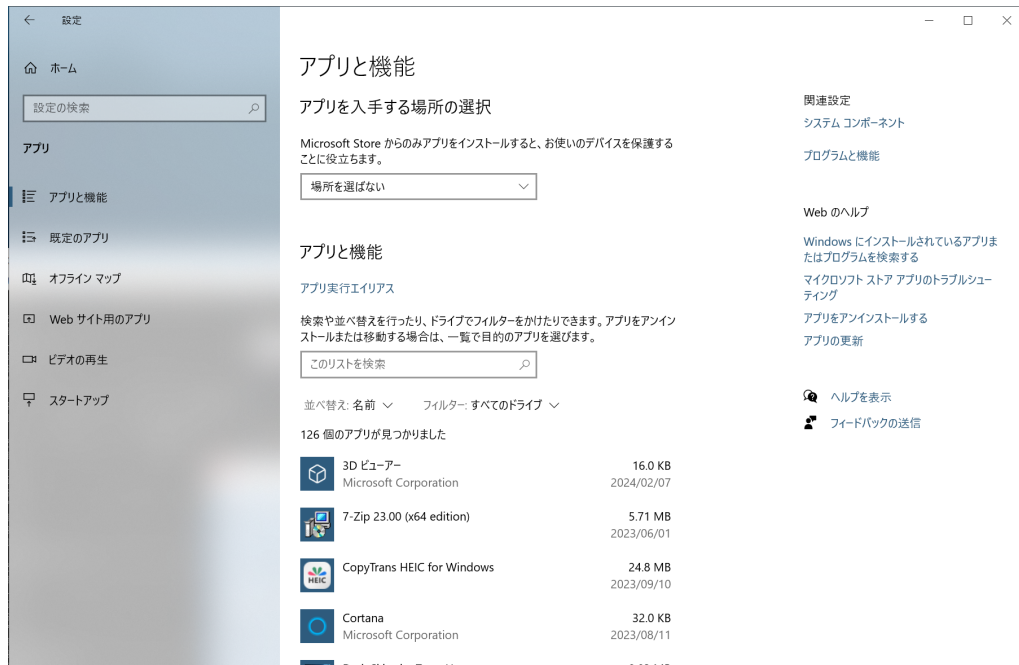 設定
ホーム
設定の検索
アプリ
アプリと機能
既定のアプリ
オフライン マップ
Web サイト用のアプリ
ビデオの再生
スタートアップ
アプリと機能
アプリを入手する場所の選択
Microsoft Store からのみアプリをインストールすると、お使いのデバイスを保護する
ことに役立ちます。
場所を選ばない
アプリと機能
アプリ実行エイリアス
検索や並べ替えを行ったり、ドライブでフィルターをかけたりできます。アプリをアンイン
ストールまたは移動する場合は、一覧で目的のアプリを選びます。
このリストを検索
並べ替え: 名前 フィルター: すべてのドライブ
126 個のアプリが見つかりました
3D ビューアー 16.0 KB
Microsoft Corporation 2024/02/07
7-Zip 23.00 (x64 edition) 5.71 MB
2023/06/01
HEIC
CopyTrans HEIC for Windows 24.8 MB
2023/09/10
Cortana 32.0 KB
Microsoft Corporation 2023/08/11
関連設定
システム コンポーネント
プログラムと機能
Web のヘルプ
Windows にインストールされているアプリま
たはプログラムを検索する
マイクロソフト ストア アプリのトラブルシュー
ティング
アプリをアンインストールする
アプリの更新
ヘルプを表示
フィードバックの送信